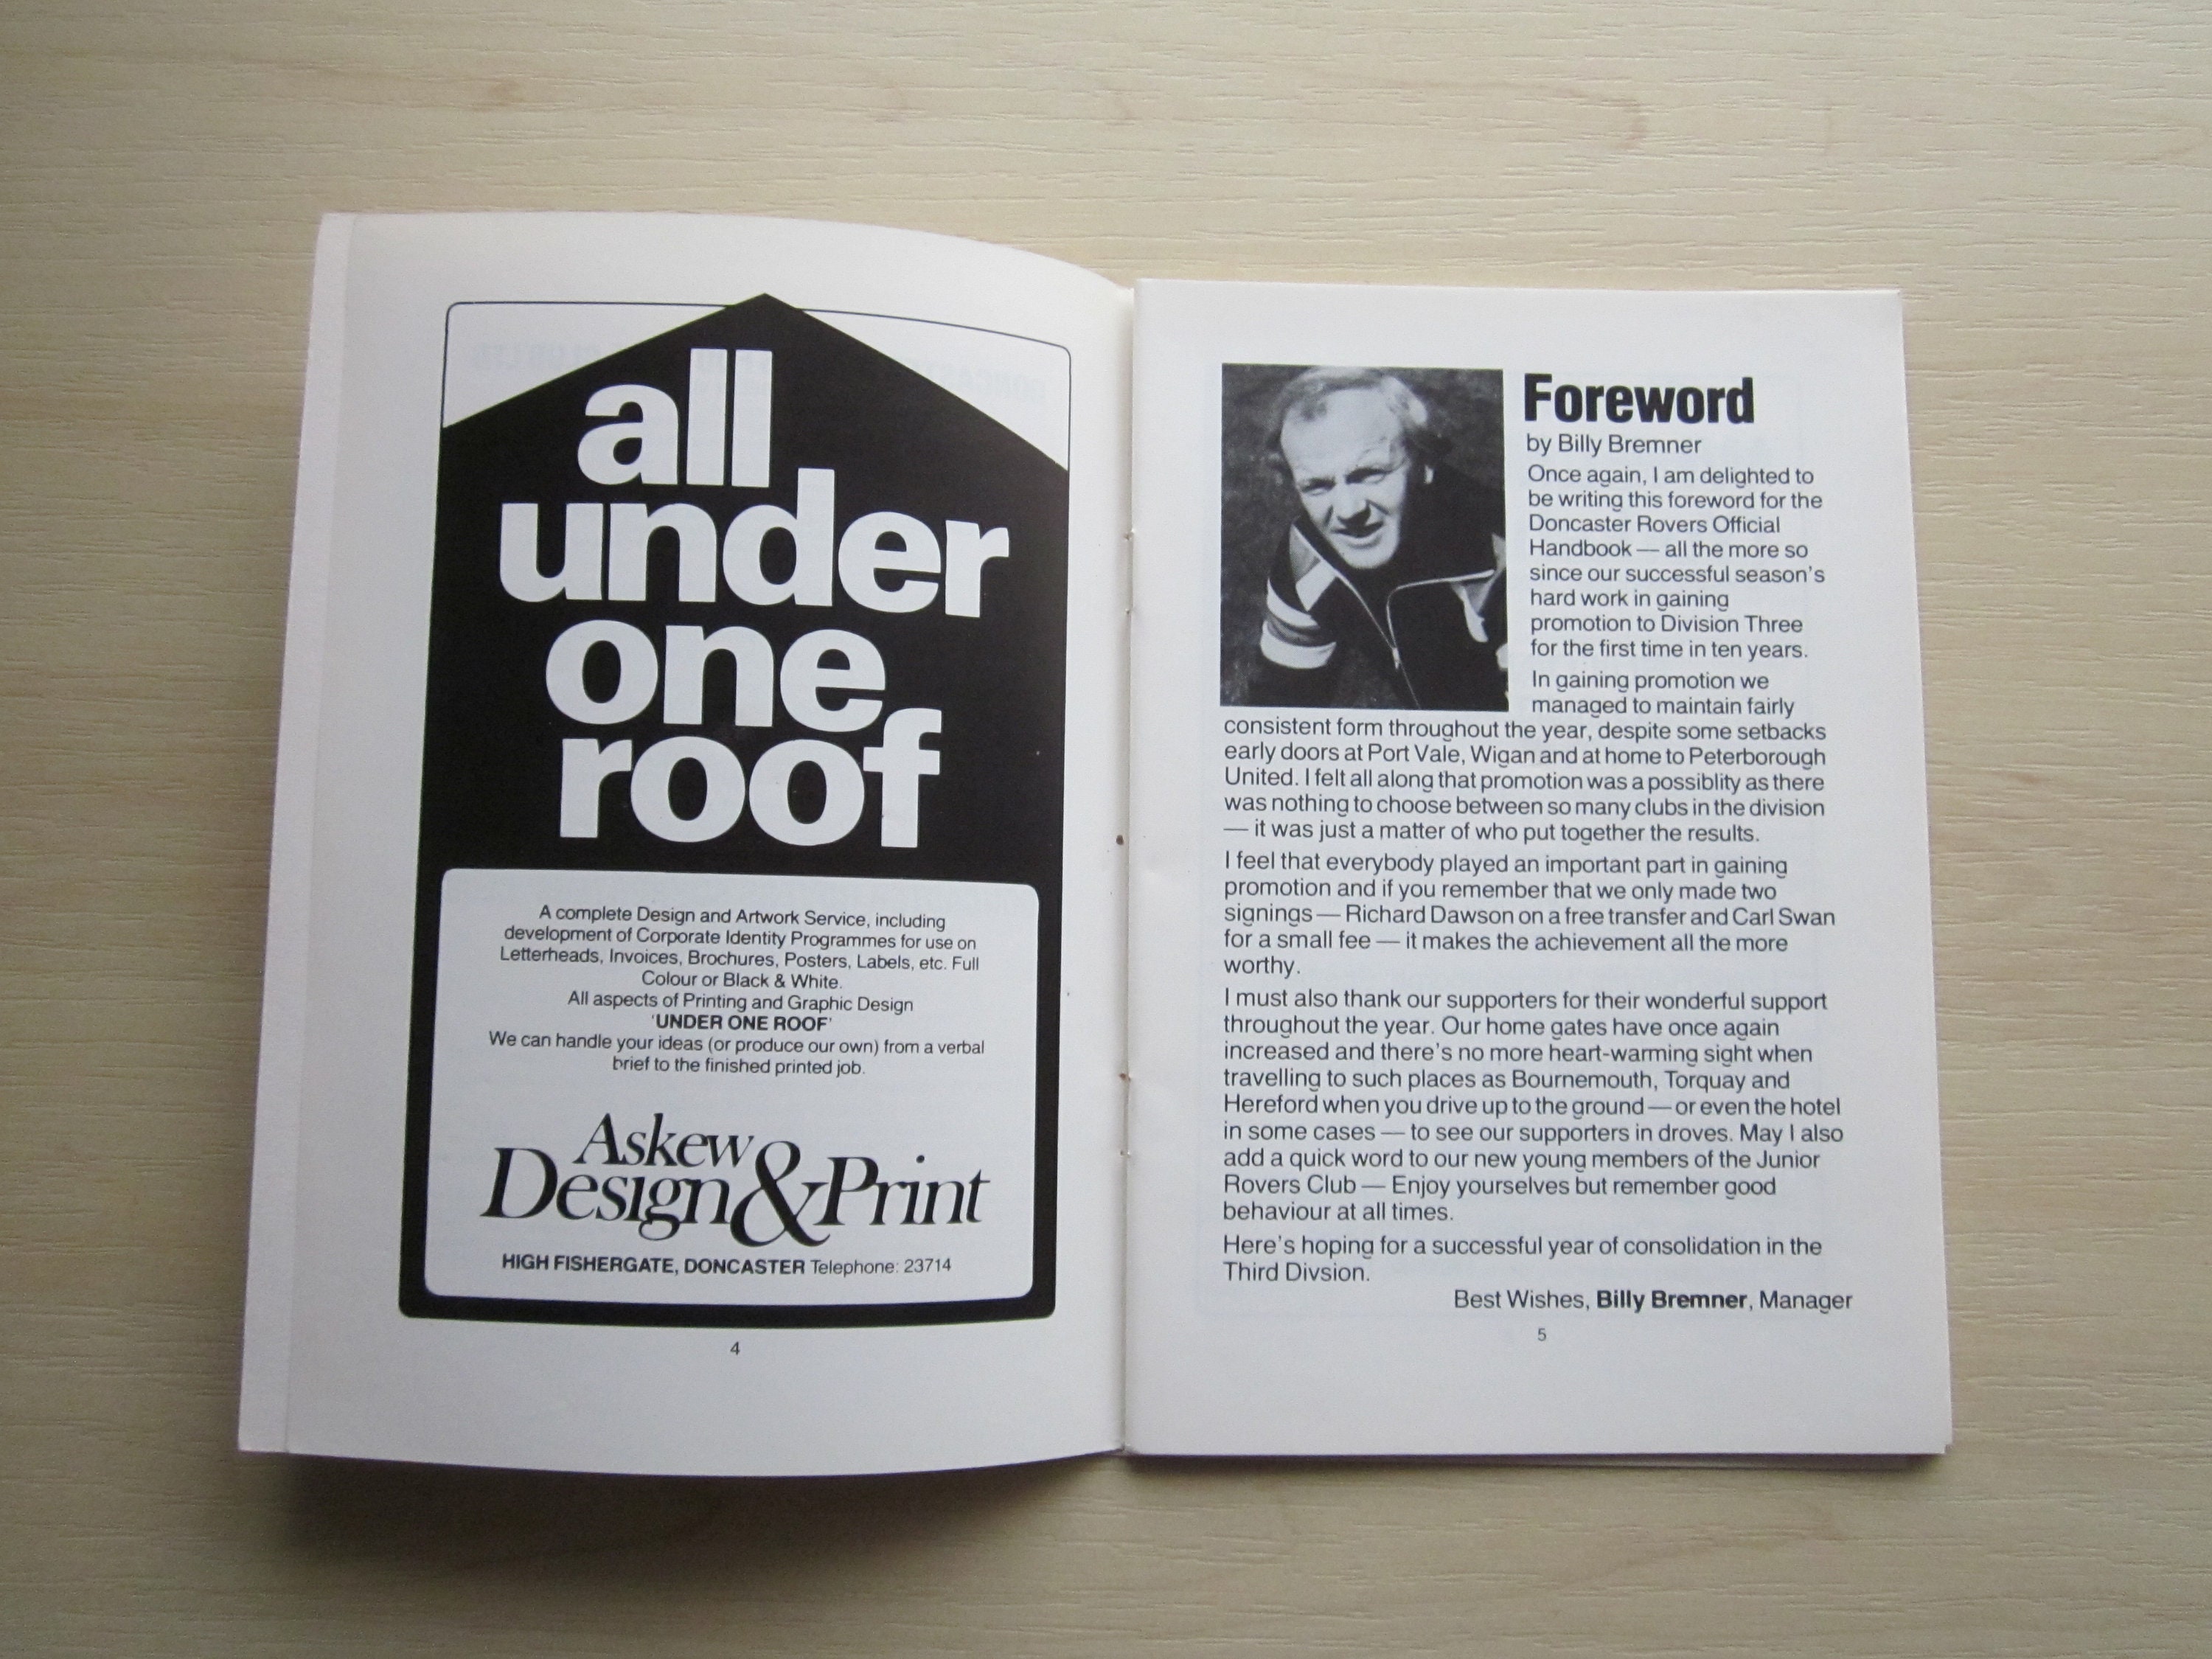 all
under
one
roof
A complete Design and Artwork Service, including
development of Corporate Identity Programmes for use on
Letterheads, Invoices, Brochures, Posters, Labels, etc. Full
Colour or Black & White.
All aspects of Printing and Graphic Design
'UNDER ONE ROOF'
We can handle your ideas (or produce our own) from a verbal
brief to the finished printed job.
Askew
Design & Print
HIGH FISHERGATE, DONCASTER Telephone: 23714
4
Foreword
by Billy Bremner
Once again, I am delighted to
be writing this foreword for the
Doncaster Rovers Official
Handbook — all the more so
since our successful season's
hard work in gaining
promotion to Division Three
for the first time in ten years.
In gaining promotion we
managed to maintain fairly
consistent form throughout the year, despite some setbacks
early doors at Port Vale, Wigan and at home to Peterborough
United. I felt all along that promotion was a possiblity as there
was nothing to choose between so many clubs in the division
— it was just a matter of who put together the results.
I feel that everybody played an important part in gaining
promotion and if you remember that we only made two
signings — Richard Dawson on a free transfer and Carl Swan
for a small fee — it makes the achievement all the more
worthy.
I must also thank our supporters for their wonderful support
throughout the year. Our home gates have once again
increased and there's no more heart-warming sight when
travelling to such places as Bournemouth, Torquay and
Hereford when you drive up to the ground — or even the hotel
in some cases — to see our supporters in droves. May I also
add a quick word to our new young members of the Junior
Rovers Club — Enjoy yourselves but remember good
behaviour at all times.
Here's hoping for a successful year of consolidation in the
Third Divsion.
Best Wishes, Billy Bremner, Manager
5